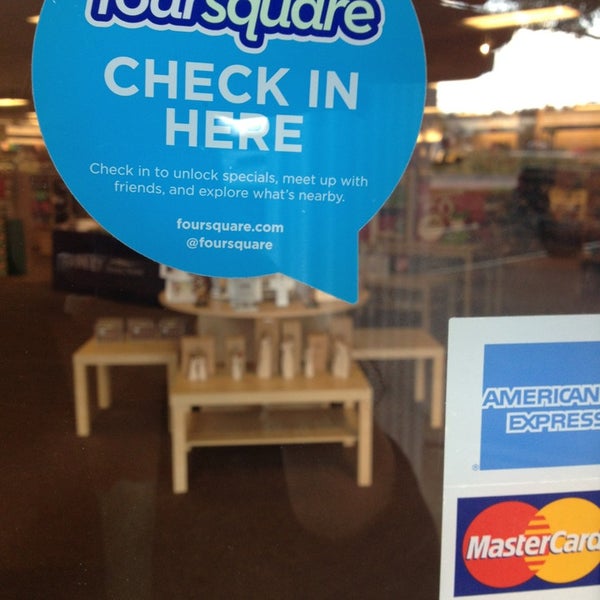 foursquare
CHECK IN
HERE
Check in to unlock specials, meet up with
friends, and explore what's nearby.
foursquare.com
@foursquare
AMERICAN
EXPRESS
®
MasterCard